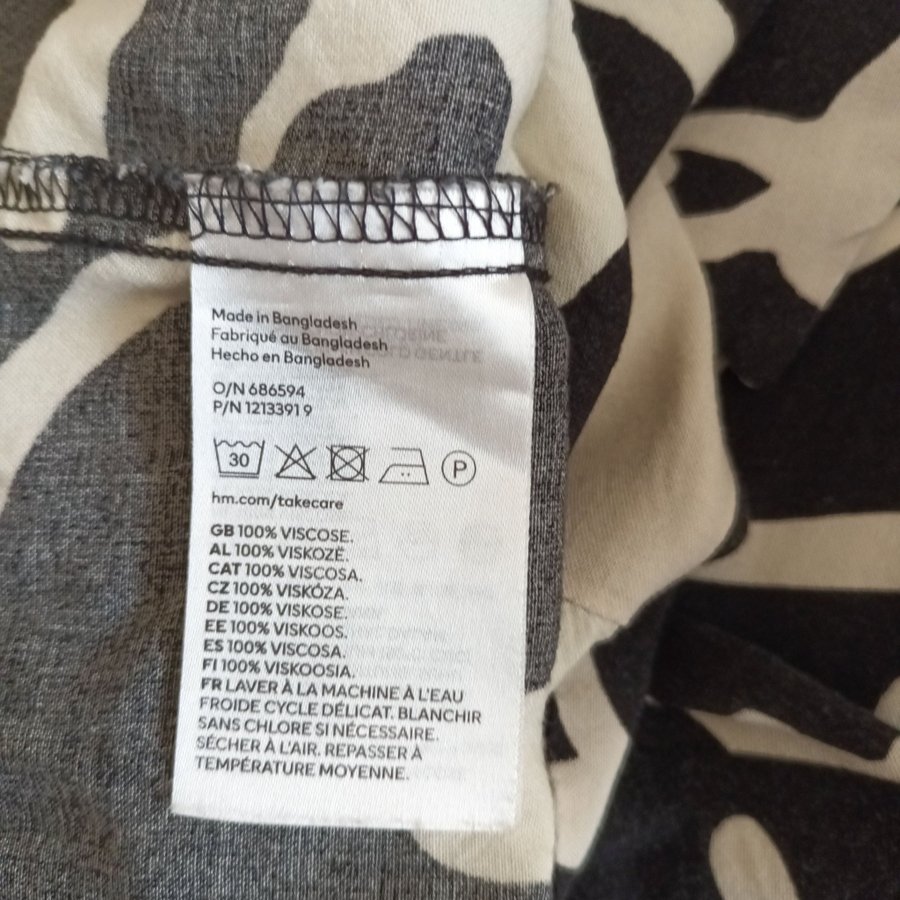 Made in Bangladesh
Fabriqué au Bangladesh
Hecho en Bangladesh
O/N 686594
P/N 1213391 9
30
P
hm.com/takecare
GB 100% VISCOSE.
AL 100% VISKOZË.
CAT 100% VISCOSA.
CZ 100% VISKÓZA.
DE 100% VISKOSE.
EE 100% VISKOOS.
ES 100% VISCOSA.
FI 100% VISKOOSIA.
FR LAVER À LA MACHINE À L'EAU
FROIDE CYCLE DÉLICAT. BLANCHIR
SANS CHLORE SI NÉCESSAIRE.
SÉCHER À L'AIR. REPASSER À
TEMPÉRATURE MOYENNE.